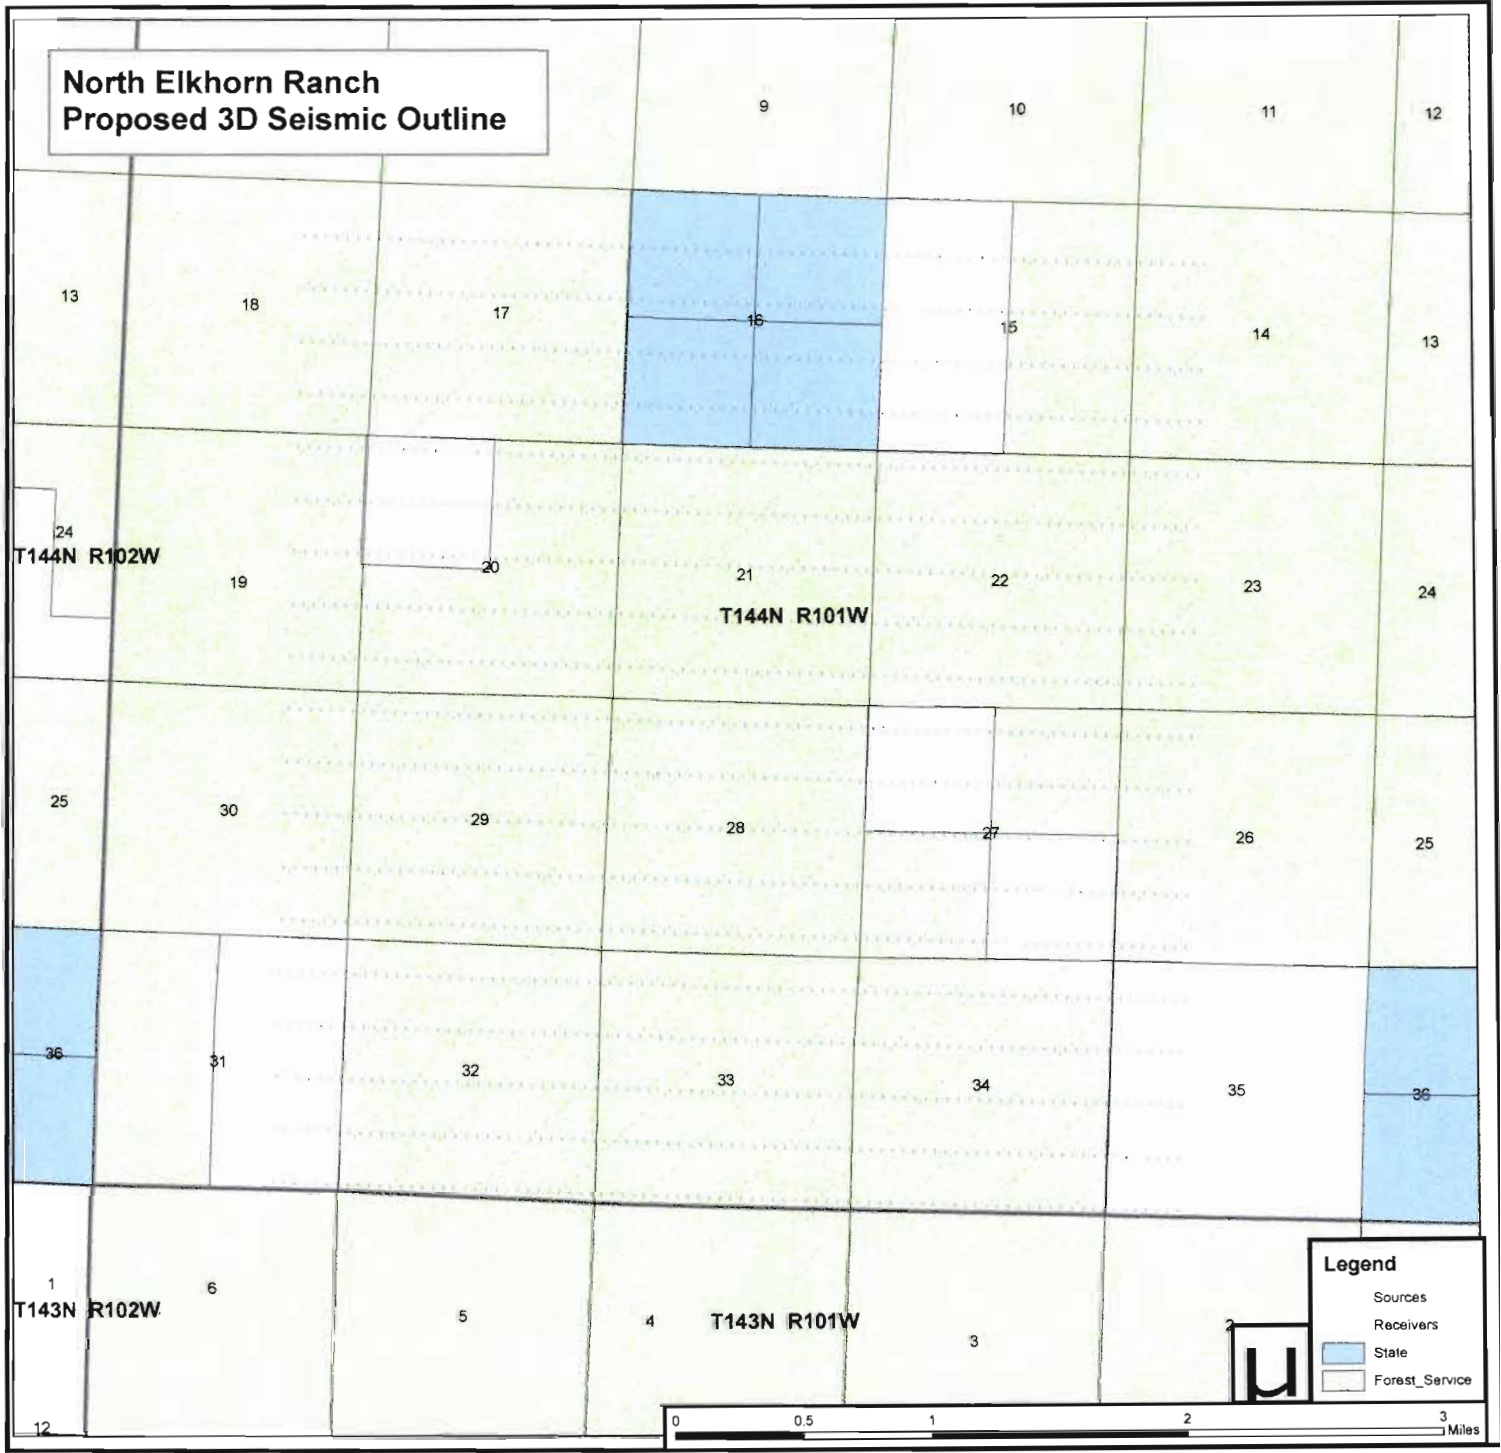 North Elkhorn Ranch
Proposed 3D Seismic Outline
9
10
11
12
13
18
17
16
15
14
13
24
T144N R102W
19
20
21
22
23
24
T144N R101W
25
30
29
28
27
26
25
36
31
32
33
34
35
36
1
T143N R102W
6
5
4
T143N R101W
3
2
12
Legend
Sources
Receivers
State
Forest_Service
µ
0 0.5 1 2 3
Miles